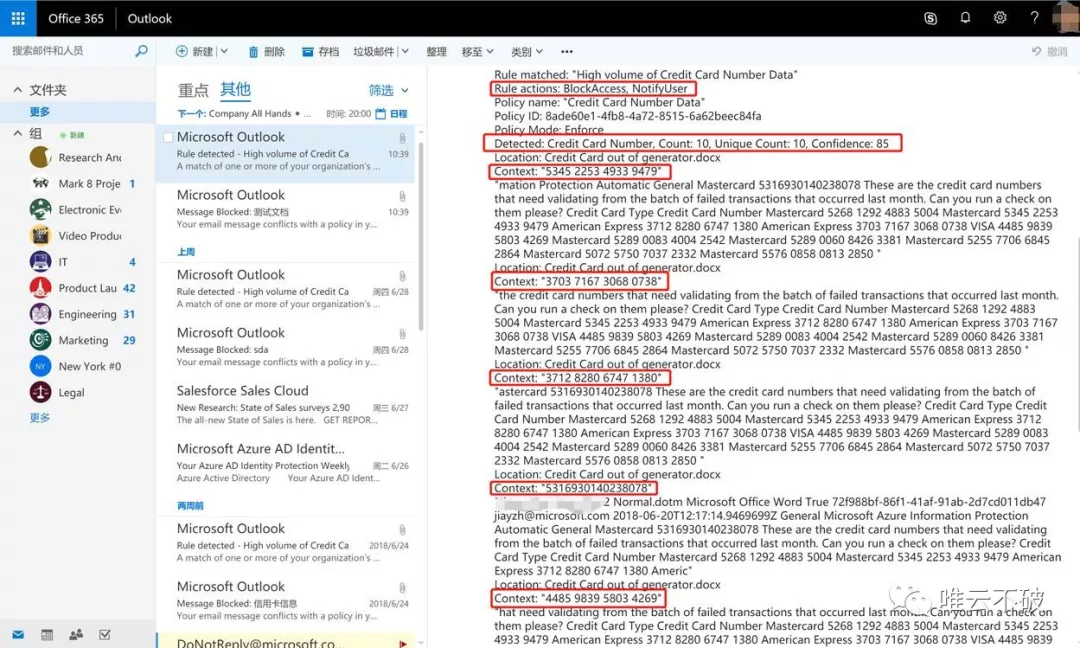 Office 365
Outlook
?
搜索邮件和人员
新建
删除
存档
垃圾邮件
整理
移至
类别
•••
撤消
文件夹
更多
组
新建
Research And
Mark 8 Proje 1
Electronic Eve
Video Produc
IT 4
Product Lau 42
Engineering 31
Marketing 29
NY New York #0
Legal
更多
重点 其他
筛选
下一个: Company All Hands • ... 时间: 20:00 日程
Microsoft Outlook
Rule detected - High volume of Credit Ca 10:39
A match of one or more of your organization's ...
Microsoft Outlook
Message Blocked: 测试文档 10:39
Your email message conflicts with a policy in y...
上周
Microsoft Outlook
Rule detected - High volume of Credit Ca 周四 6/28
A match of one or more of your organization's ...
Microsoft Outlook
Message Blocked: sda 周四 6/28
Your email message conflicts with a policy in y...
Salesforce Sales Cloud
New Research: State of Sales surveys 2,90 周三 6/27
The all-new State of Sales is here. GET REPOR...
Microsoft Azure AD Identit...
Your Azure AD Identity Protection Weekly 周二 6/26
Azure Active Directory Your Azure AD Ident...
两周前
Microsoft Outlook
Rule detected - High volume of Credit Ca 2018/6/24
A match of one or more of your organization's ...
Microsoft Outlook
Message Blocked: 信用卡信息 2018/6/24
Your email message conflicts with a policy in y...
DoNotReply@microsoft.co...
Rule matched: "High volume of Credit Card Number Data"
Rule actions: BlockAccess, NotifyUser
Policy name: "Credit Card Number Data"
Policy ID: 8ade60e1-4fb8-4a72-8515-6a62beec84fa
Policy Mode: Enforce
Detected: Credit Card Number, Count: 10, Unique Count: 10, Confidence: 85
Location: Credit Card out of generator.docx
Context: "5345 2253 4933 9479"
"mation Protection Automatic General Mastercard 5316930140238078 These are the credit card numbers
that need validating from the batch of failed transactions that occurred last month. Can you run a check on
them please? Credit Card Type Credit Card Number Mastercard 5268 1292 4883 5004 Mastercard 5345 2253
4933 9479 American Express 3712 8280 6747 1380 American Express 3703 7167 3068 0738 VISA 4485 9839
5803 4269 Mastercard 5289 0083 4004 2542 Mastercard 5289 0060 8426 3381 Mastercard 5255 7706 6845
2864 Mastercard 5072 5750 7037 2332 Mastercard 5576 0858 0813 2850 "
Location: Credit Card out of generator.docx
Context: "3703 7167 3068 0738"
"the credit card numbers that need validating from the batch of failed transactions that occurred last month.
Can you run a check on them please? Credit Card Type Credit Card Number Mastercard 5268 1292 4883
5004 Mastercard 5345 2253 4933 9479 American Express 3712 8280 6747 1380 American Express 3703 7167
3068 0738 VISA 4485 9839 5803 4269 Mastercard 5289 0083 4004 2542 Mastercard 5289 0060 8426 3381
Mastercard 5255 7706 6845 2864 Mastercard 5072 5750 7037 2332 Mastercard 5576 0858 0813 2850 "
Location: Credit Card out of generator.docx
Context: "3712 8280 6747 1380"
"astercard 5316930140238078 These are the credit card numbers that need validating from the batch of
failed transactions that occurred last month. Can you run a check on them please? Credit Card Type Credit
Card Number Mastercard 5268 1292 4883 5004 Mastercard 5345 2253 4933 9479 American Express 3712
8280 6747 1380 American Express 3703 7167 3068 0738 VISA 4485 9839 5803 4269 Mastercard 5289 0083
4004 2542 Mastercard 5289 0060 8426 3381 Mastercard 5255 7706 6845 2864 Mastercard 5072 5750 7037
2332 Mastercard 5576 0858 0813 2850 "
Location: Credit Card out of generator.docx
Context: "5316930140238078"
2 Normal.dotm Microsoft Office Word True 72f988bf-86f1-41af-91ab-2d7cd011db47
jiayzh@microsoft.com 2018-06-20T12:17:14.9469699Z General Microsoft Azure Information Protection
Automatic General Mastercard 5316930140238078 These are the credit card numbers that need validating
from the batch of failed transactions that occurred last month. Can you run a check on them please? Credit
Card Type Credit Card Number Mastercard 5268 1292 4883 5004 Mastercard 5345 2253 4933 9479 American
Express 3712 8280 6747 1380 Americ"
Location: Credit Card out of generator.docx
Context: "4485 9839 5803 4269"
"hat need validating from the batch of failed transactions that occurred last month. Can you run a check on
them please? Credit Card Type Credit Card Number Mastercard 5268 1292 4883 5004 Mastercard 5345 2253
4933 9479 American Express 3712 8280 6747 1380 American Express 3703 7167 3068 0738 VISA 4485 9839
唯云不破